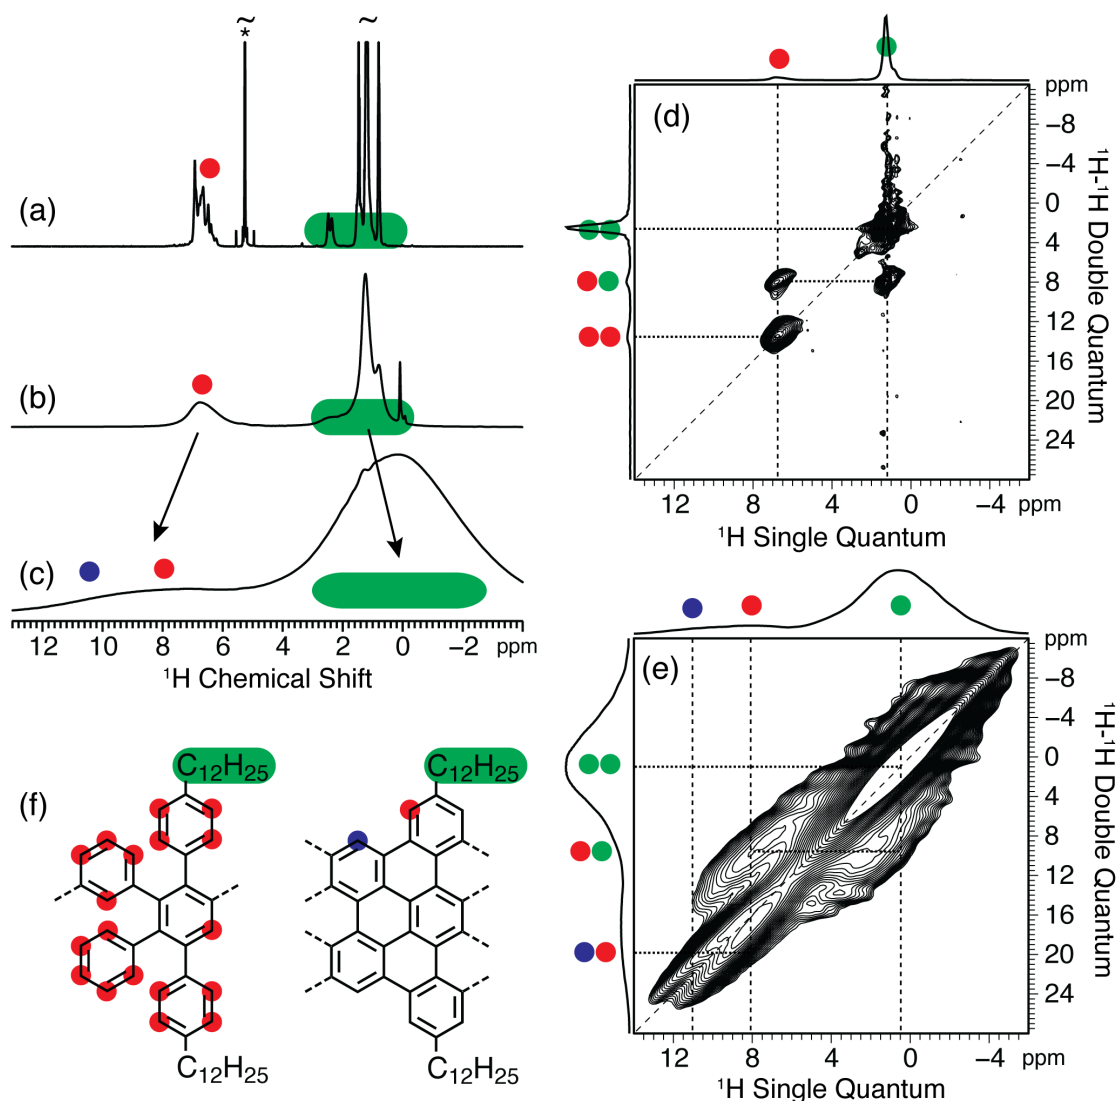 ~
*
~
(a)
(b)
(c)
12 10 8 6 4 2 0 −2 ppm
¹H Chemical Shift
(d)
ppm
−8
−4
0
4
8
12
16
20
24
¹H-¹H Double Quantum
12 8 4 0 −4 ppm
¹H Single Quantum
(e)
ppm
−8
−4
0
4
8
12
16
20
24
¹H-¹H Double Quantum
12 8 4 0 −4 ppm
¹H Single Quantum
(f)
C₁₂H₂₅ C₁₂H₂₅
C₁₂H₂₅ C₁₂H₂₅